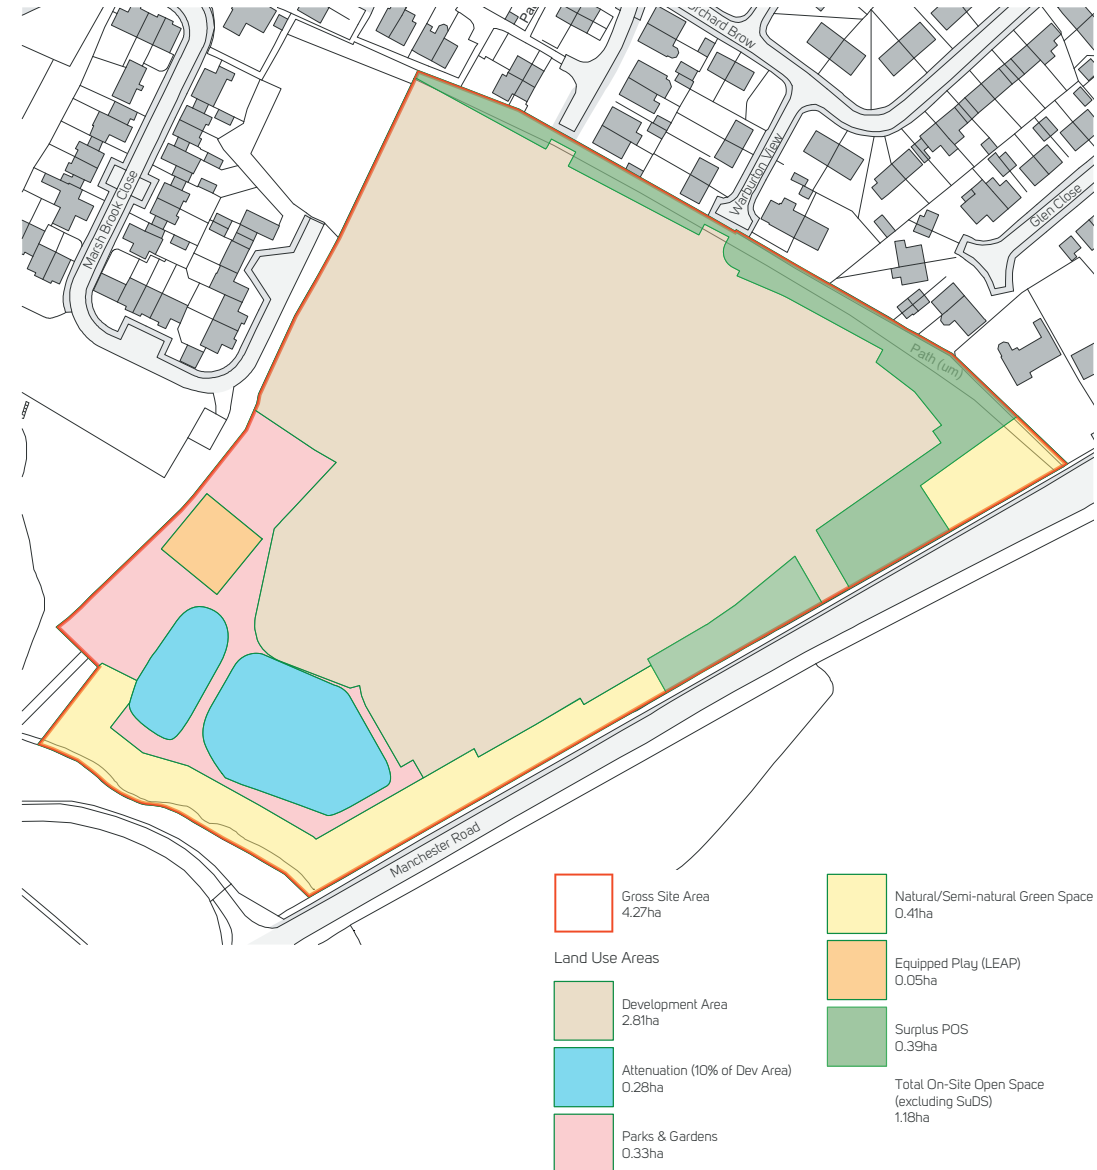 Pa
Orchard Brow
Warburton View
Glen Close
Marsh Brook Close
Path (um)
Manchester Road
Gross Site Area
4.27ha
Land Use Areas
Development Area
2.81ha
Attenuation (10% of Dev Area)
0.28ha
Parks & Gardens
0.33ha
Natural/Semi-natural Green Space
0.41ha
Equipped Play (LEAP)
0.05ha
Surplus POS
0.39ha
Total On-Site Open Space
(excluding SuDS)
1.18ha